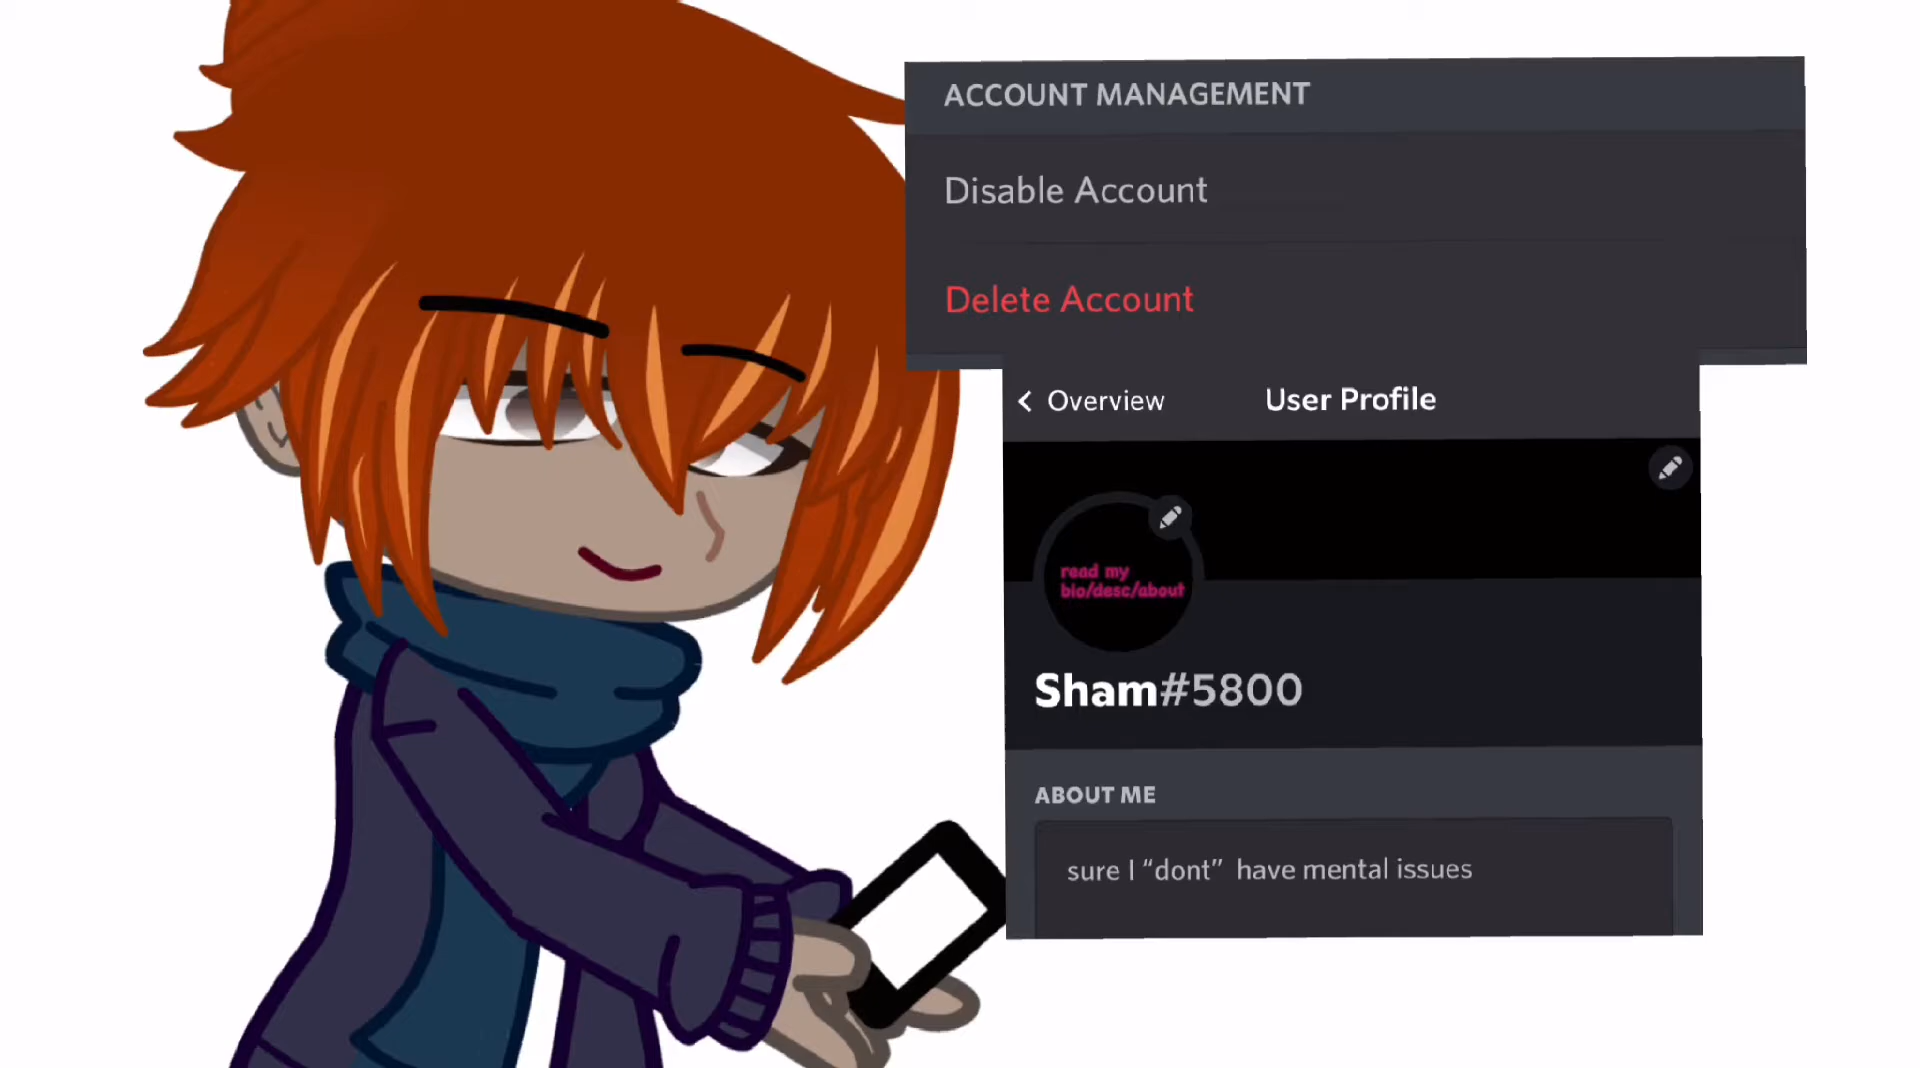 ACCOUNT MANAGEMENT
Disable Account
Delete Account
Overview
User Profile
read my
bio/desc/about
Sham#5800
ABOUT ME
sure I “dont” have mental issues